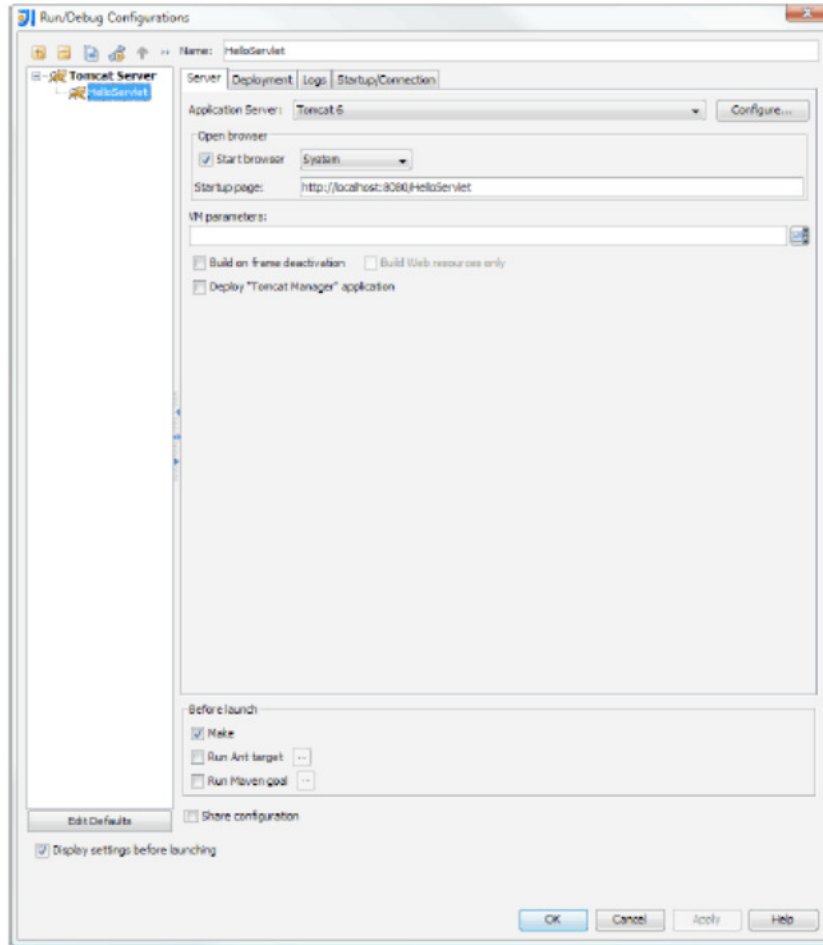 Run/Debug Configurations
Name: HelloServlet
Tomcat Server
HelloServlet
Server Deployment Logs Startup/Connection
Application Server: Tomcat 6 Configure...
Open browser
Start browser System
Startup page: http://localhost:8080/HelloServlet
VM parameters:
Build on frame deactivation Build Web resources only
Deploy "Tomcat Manager" application
Before launch
Make
Run Ant target ...
Run Maven goal ...
Edit Defaults
Share configuration
Display settings before launching
OK Cancel Apply Help